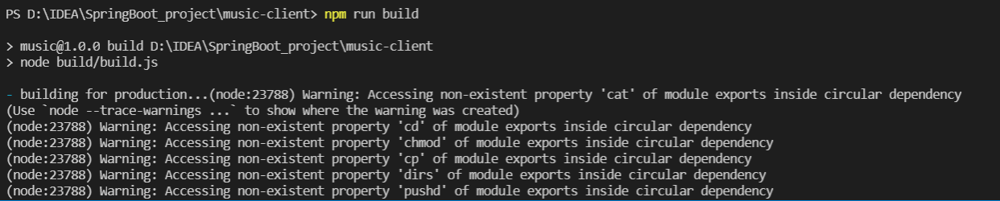 PS D:\IDEA\SpringBoot_project\music-client> npm run build
> music@1.0.0 build D:\IDEA\SpringBoot_project\music-client
> node build/build.js
- building for production...(node:23788) Warning: Accessing non-existent property 'cat' of module exports inside circular dependency
(Use `node --trace-warnings ...` to show where the warning was created)
(node:23788) Warning: Accessing non-existent property 'cd' of module exports inside circular dependency
(node:23788) Warning: Accessing non-existent property 'chmod' of module exports inside circular dependency
(node:23788) Warning: Accessing non-existent property 'cp' of module exports inside circular dependency
(node:23788) Warning: Accessing non-existent property 'dirs' of module exports inside circular dependency
(node:23788) Warning: Accessing non-existent property 'pushd' of module exports inside circular dependency